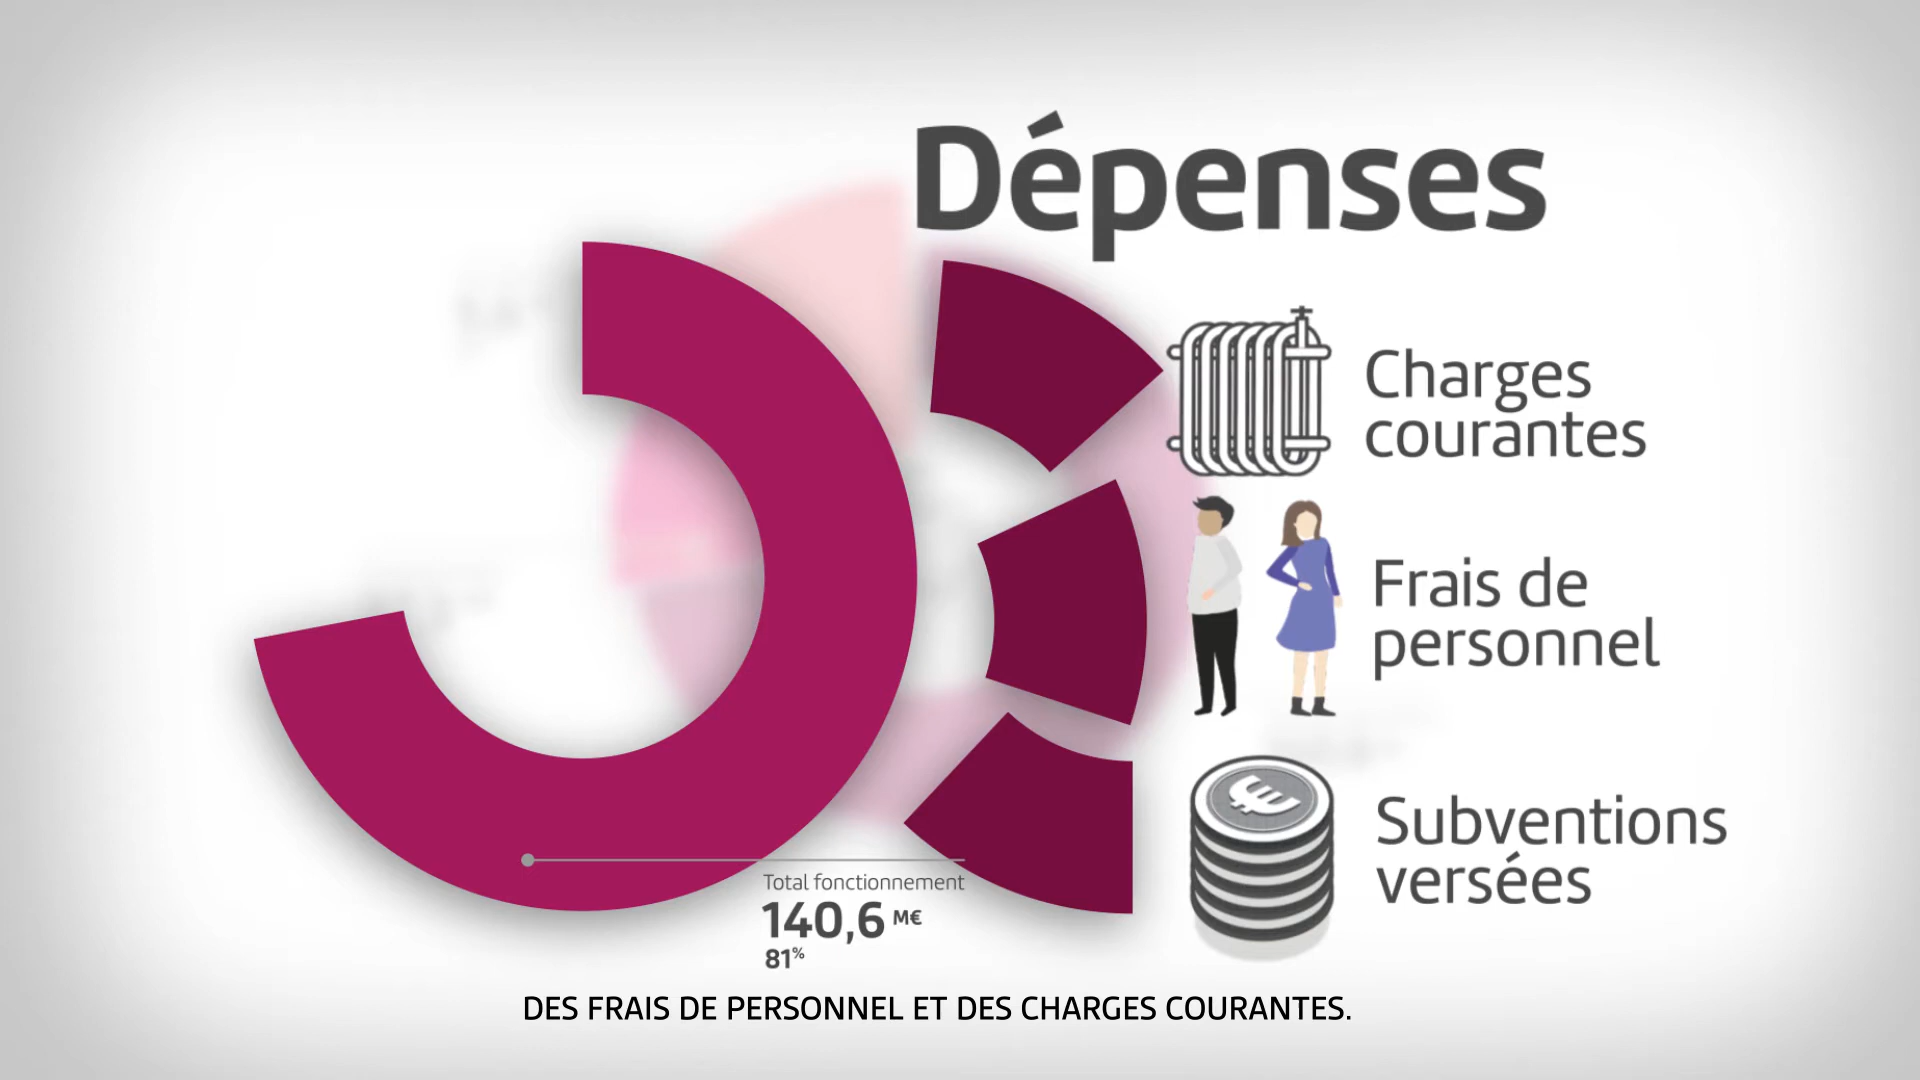 Dépenses
Charges
courantes
Frais de
personnel
Subventions
versées
Total fonctionnement
140,6 M€
81%
DES FRAIS DE PERSONNEL ET DES CHARGES COURANTES.